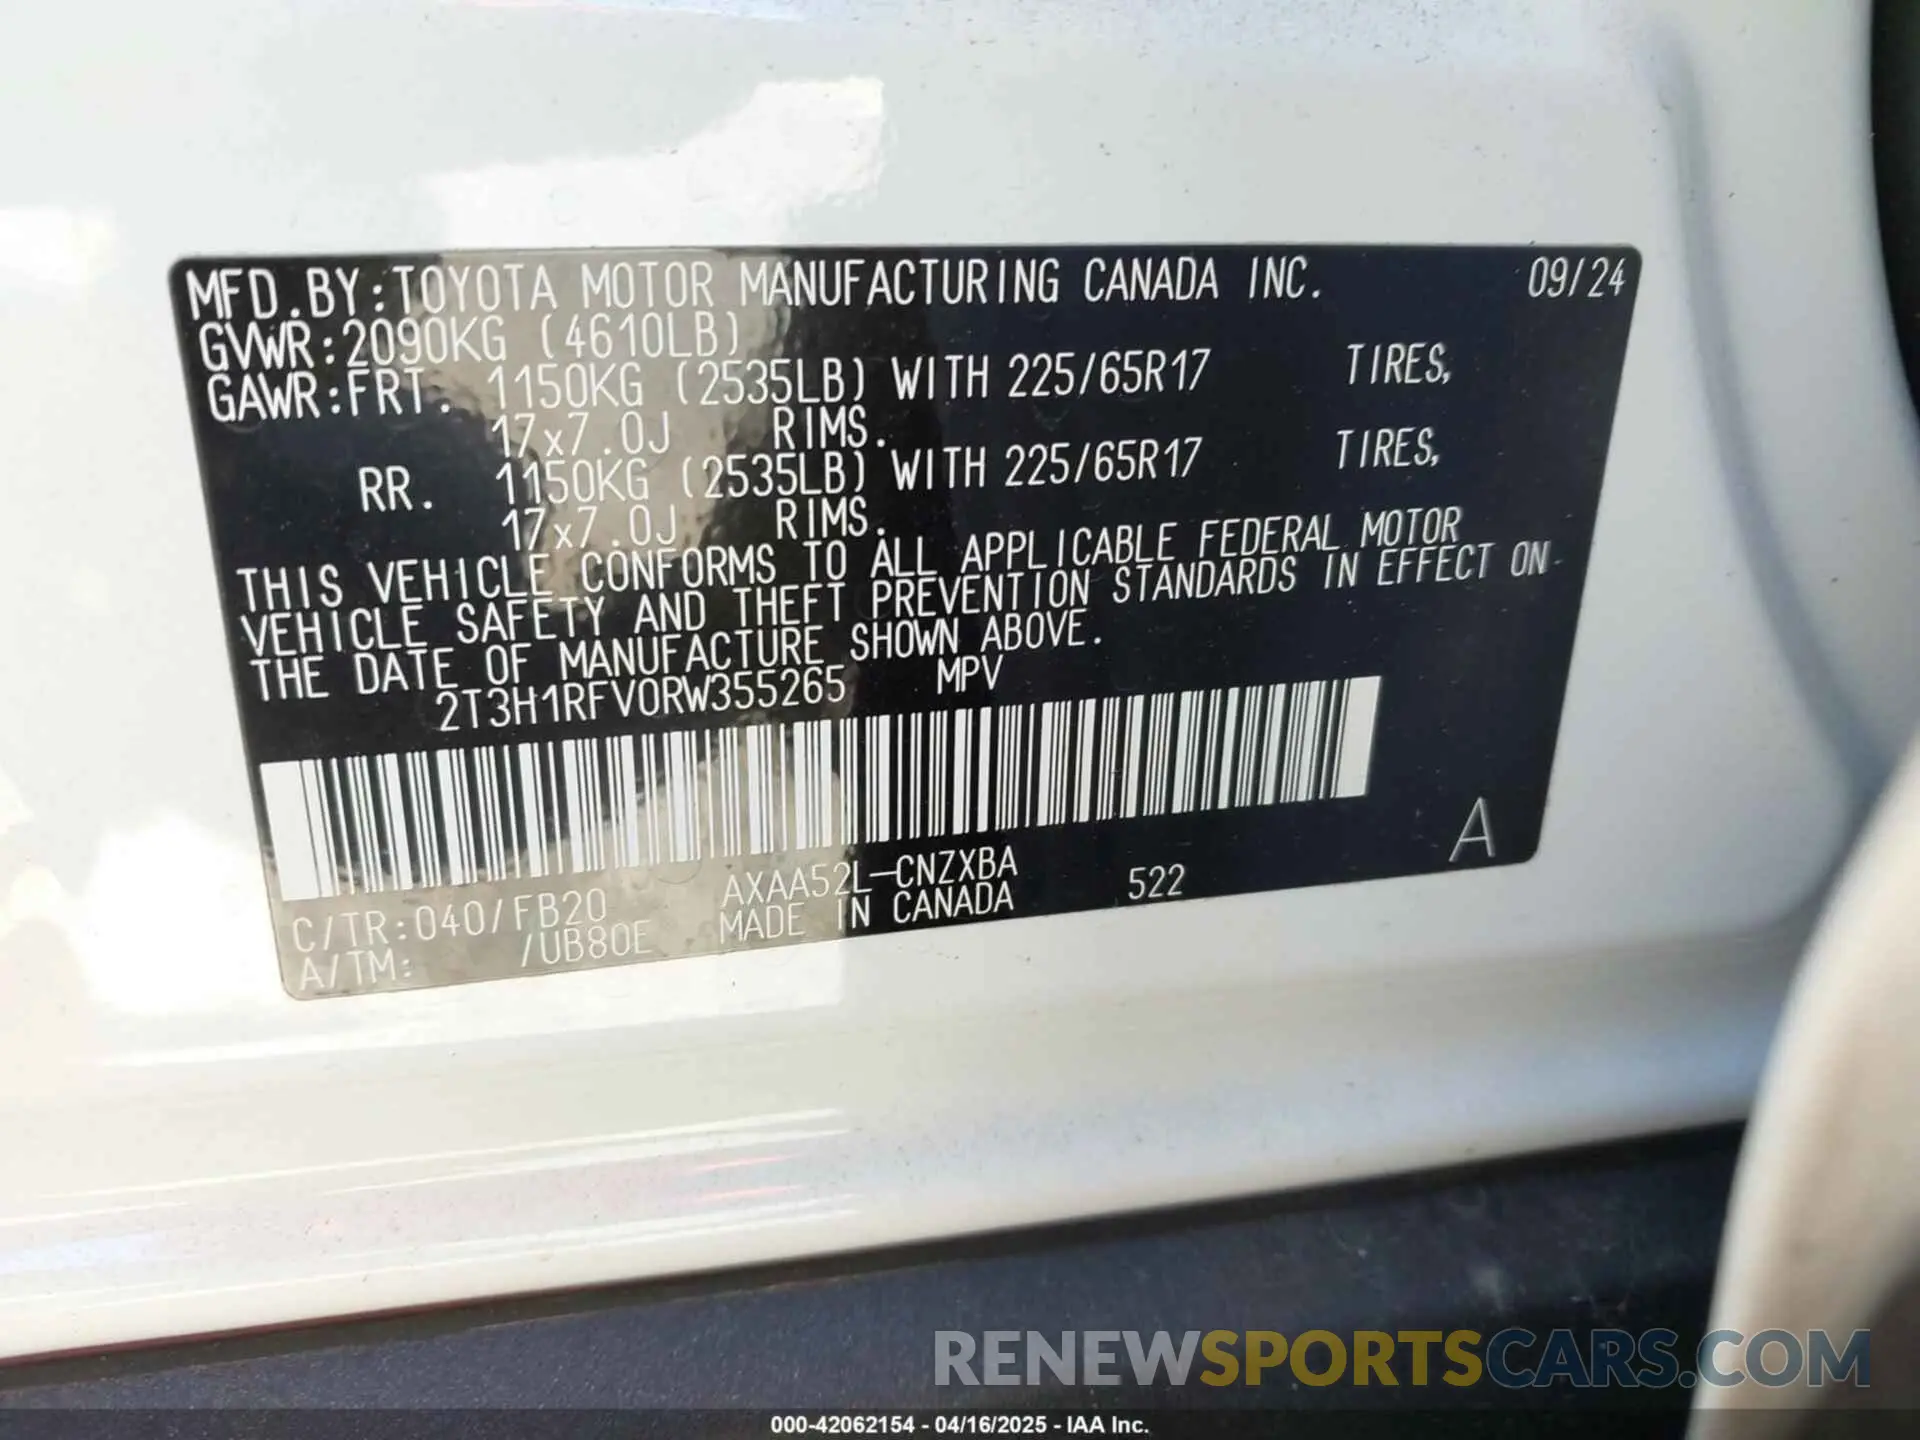 MFD.BY:TOYOTA MOTOR MANUFACTURING CANADA INC. 09/24
GVWR:2090KG (4610LB)
GAWR:FRT. 1150KG (2535LB) WITH 225/65R17 TIRES,
17x7.0J RIMS.
RR. 1150KG (2535LB) WITH 225/65R17 TIRES,
17x7.0J RIMS.
THIS VEHICLE CONFORMS TO ALL APPLICABLE FEDERAL MOTOR
VEHICLE SAFETY AND THEFT PREVENTION STANDARDS IN EFFECT ON
THE DATE OF MANUFACTURE SHOWN ABOVE.
2T3H1RFV0RW355265 MPV
A
C/TR:040/FB20 AXAA52L-CNZXBA 522
A/TM: /UB80E MADE IN CANADA
RENEWSPORTSCARS.COM
000-42062154 - 04/16/2025 - IAA Inc.